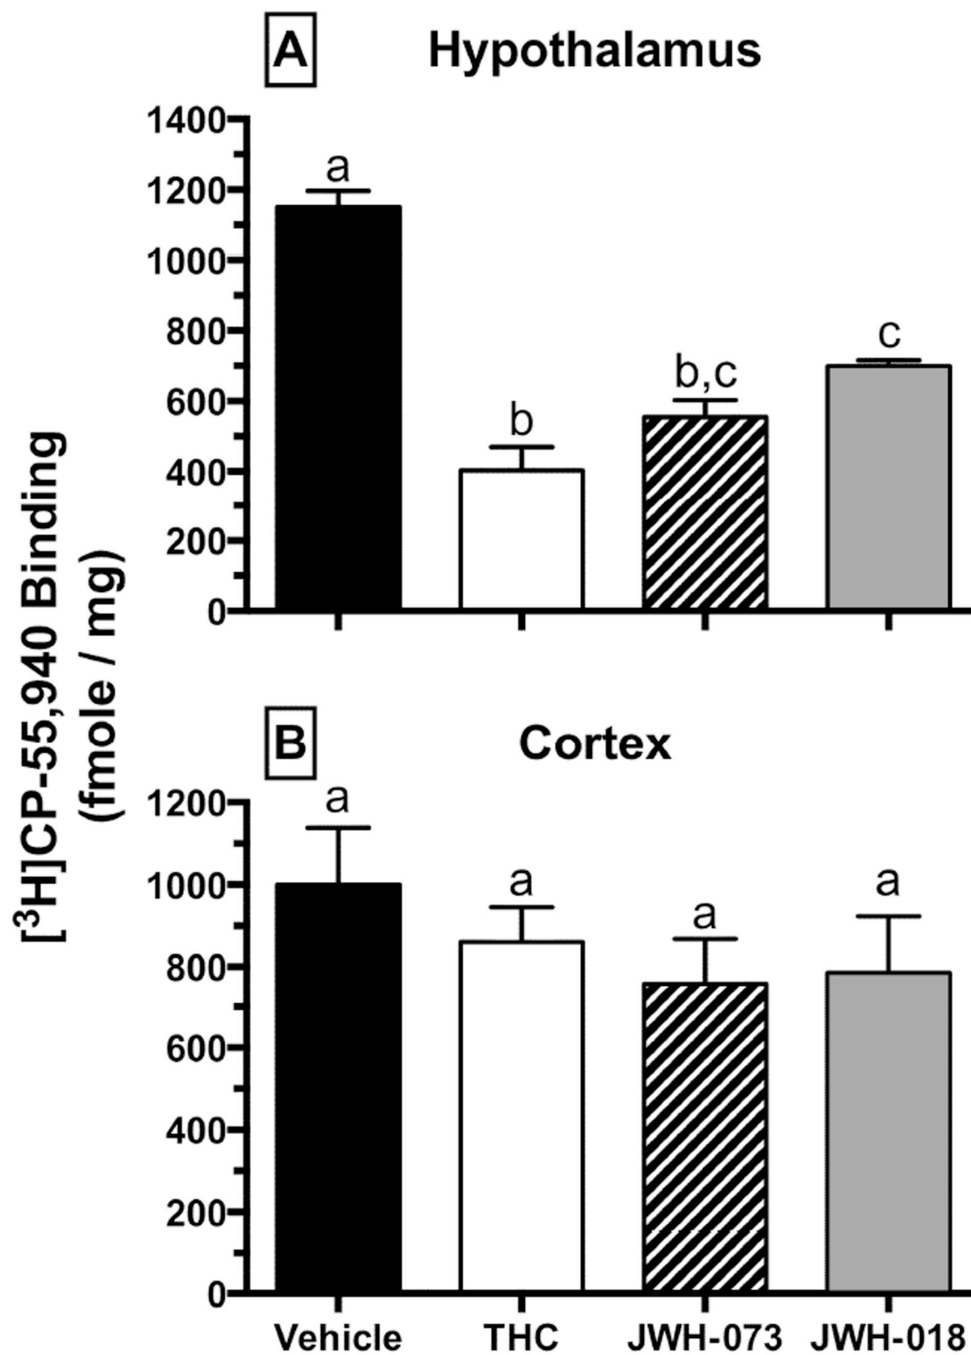 A Hypothalamus
1400
1200
1000
800
600
400
200
0
a
b
b,c
c
[³H]CP-55,940 Binding
(fmole / mg)
B Cortex
1200
1000
800
600
400
200
0
a
a
a
a
Vehicle THC JWH-073 JWH-018